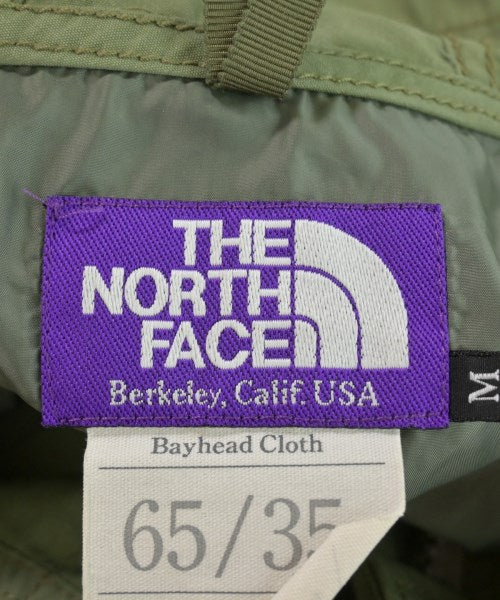 THE
NORTH
FACE
Berkeley, Calif. USA
M
Bayhead Cloth
65/35